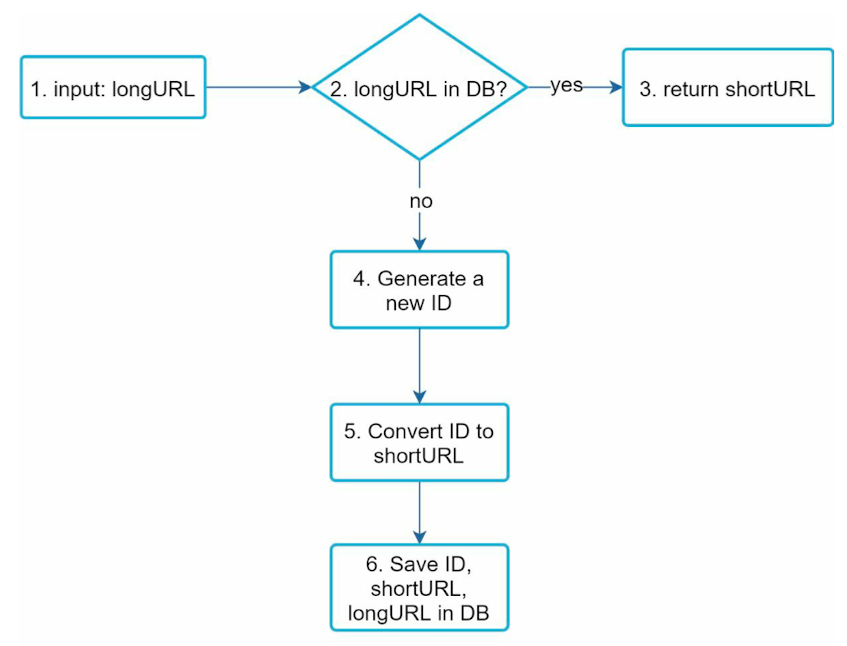 1. input: longURL
2. longURL in DB?
yes
3. return shortURL
no
4. Generate a
new ID
5. Convert ID to
shortURL
6. Save ID,
shortURL,
longURL in DB